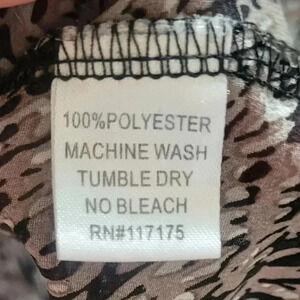 100%POLYESTER
MACHINE WASH
TUMBLE DRY
NO BLEACH
RN#117175